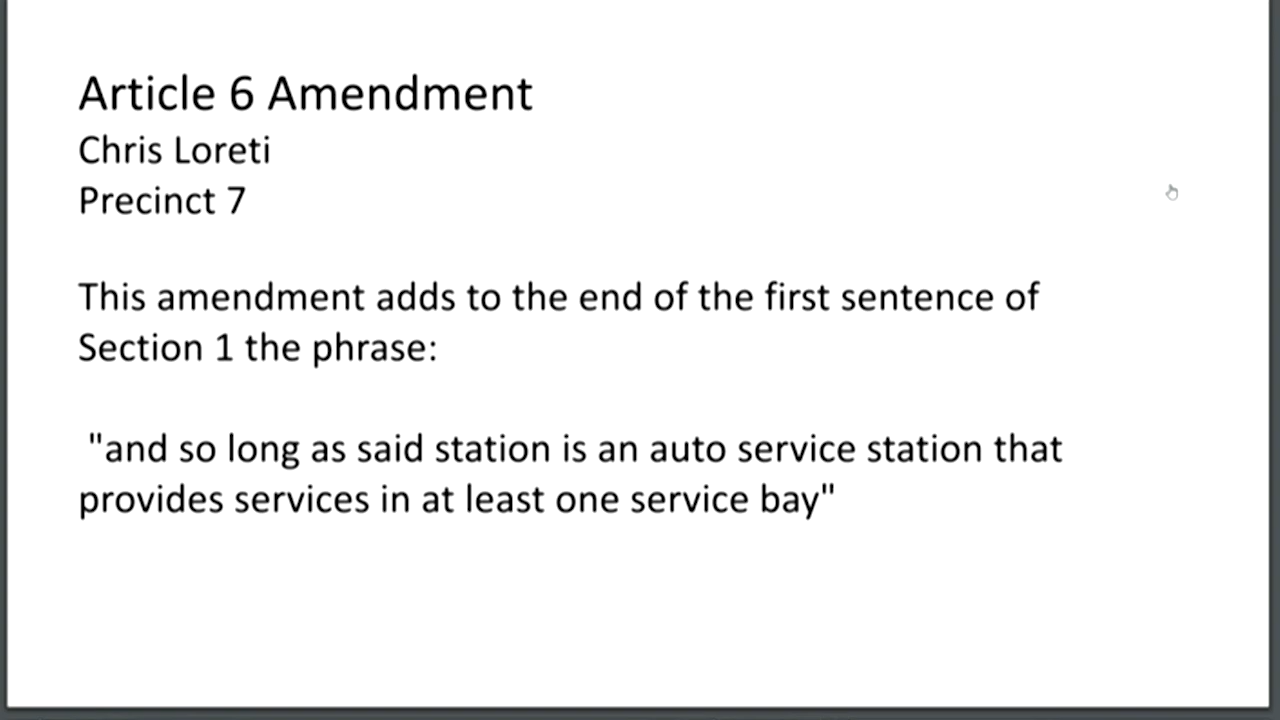 Article 6 Amendment
Chris Loreti
Precinct 7
This amendment adds to the end of the first sentence of
Section 1 the phrase:
"and so long as said station is an auto service station that
provides services in at least one service bay"